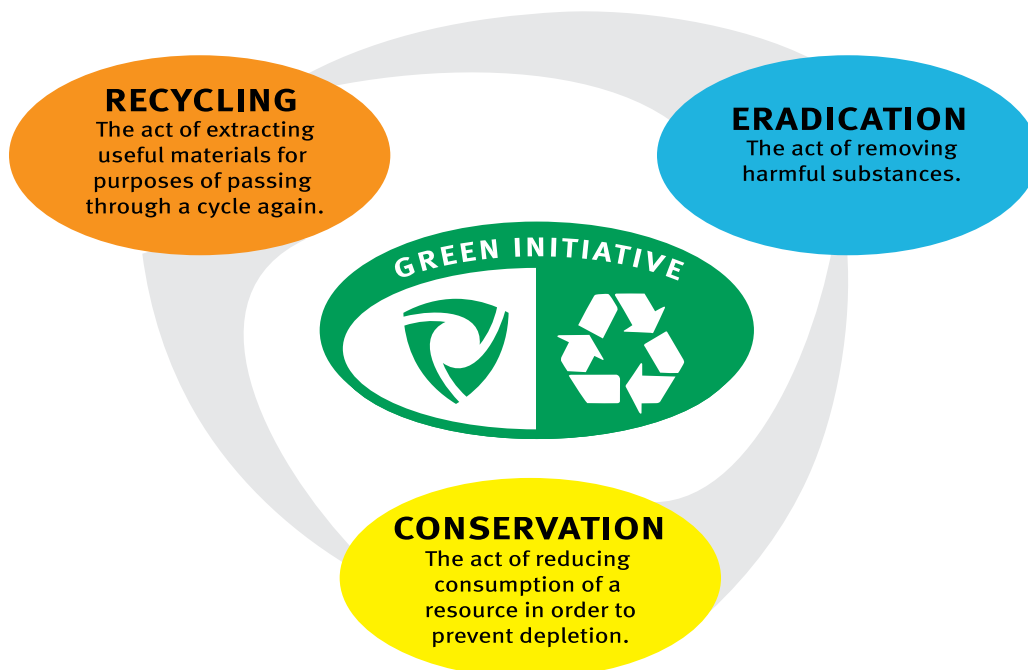 RECYCLING
The act of extracting
useful materials for
purposes of passing
through a cycle again.
ERADICATION
The act of removing
harmful substances.
GREEN INITIATIVE
CONSERVATION
The act of reducing
consumption of a
resource in order to
prevent depletion.